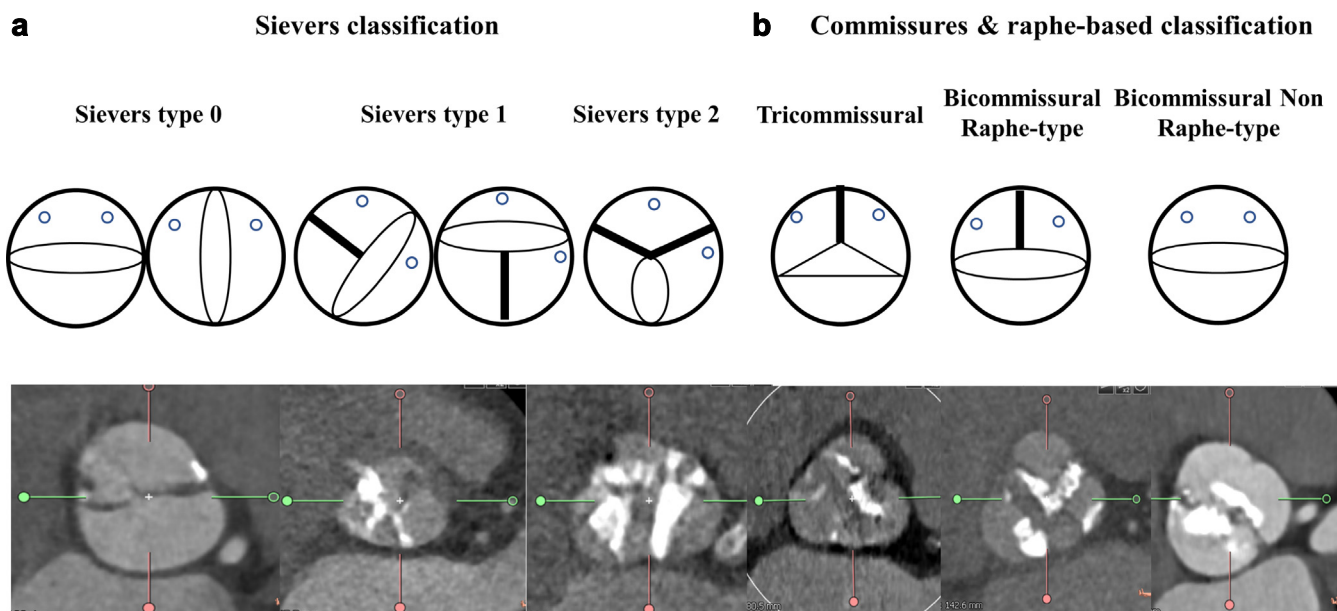 a
Sievers classification
b
Commissures & raphe-based classification
Sievers type 0
Sievers type 1
Sievers type 2
Tricommissural
Bicommissural
Raphe-type
Bicommissural Non
Raphe-type
80.5 mm
142.6 mm